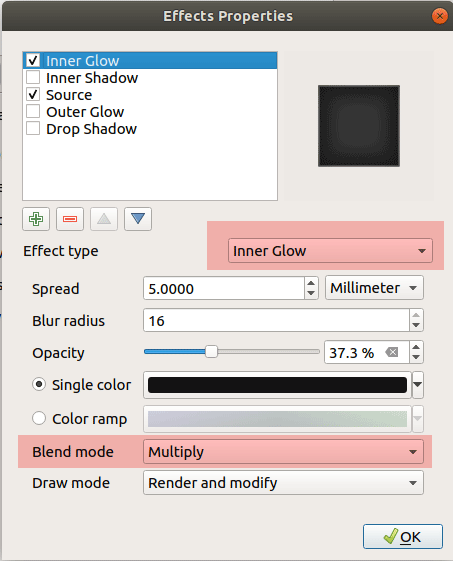 Effects Properties
Inner Glow
Inner Shadow
Source
Outer Glow
Drop Shadow
Effect type Inner Glow
Spread 5.0000 Millimeter
Blur radius 16
Opacity 37.3 %
Single color
Color ramp
Blend mode Multiply
Draw mode Render and modify
OK